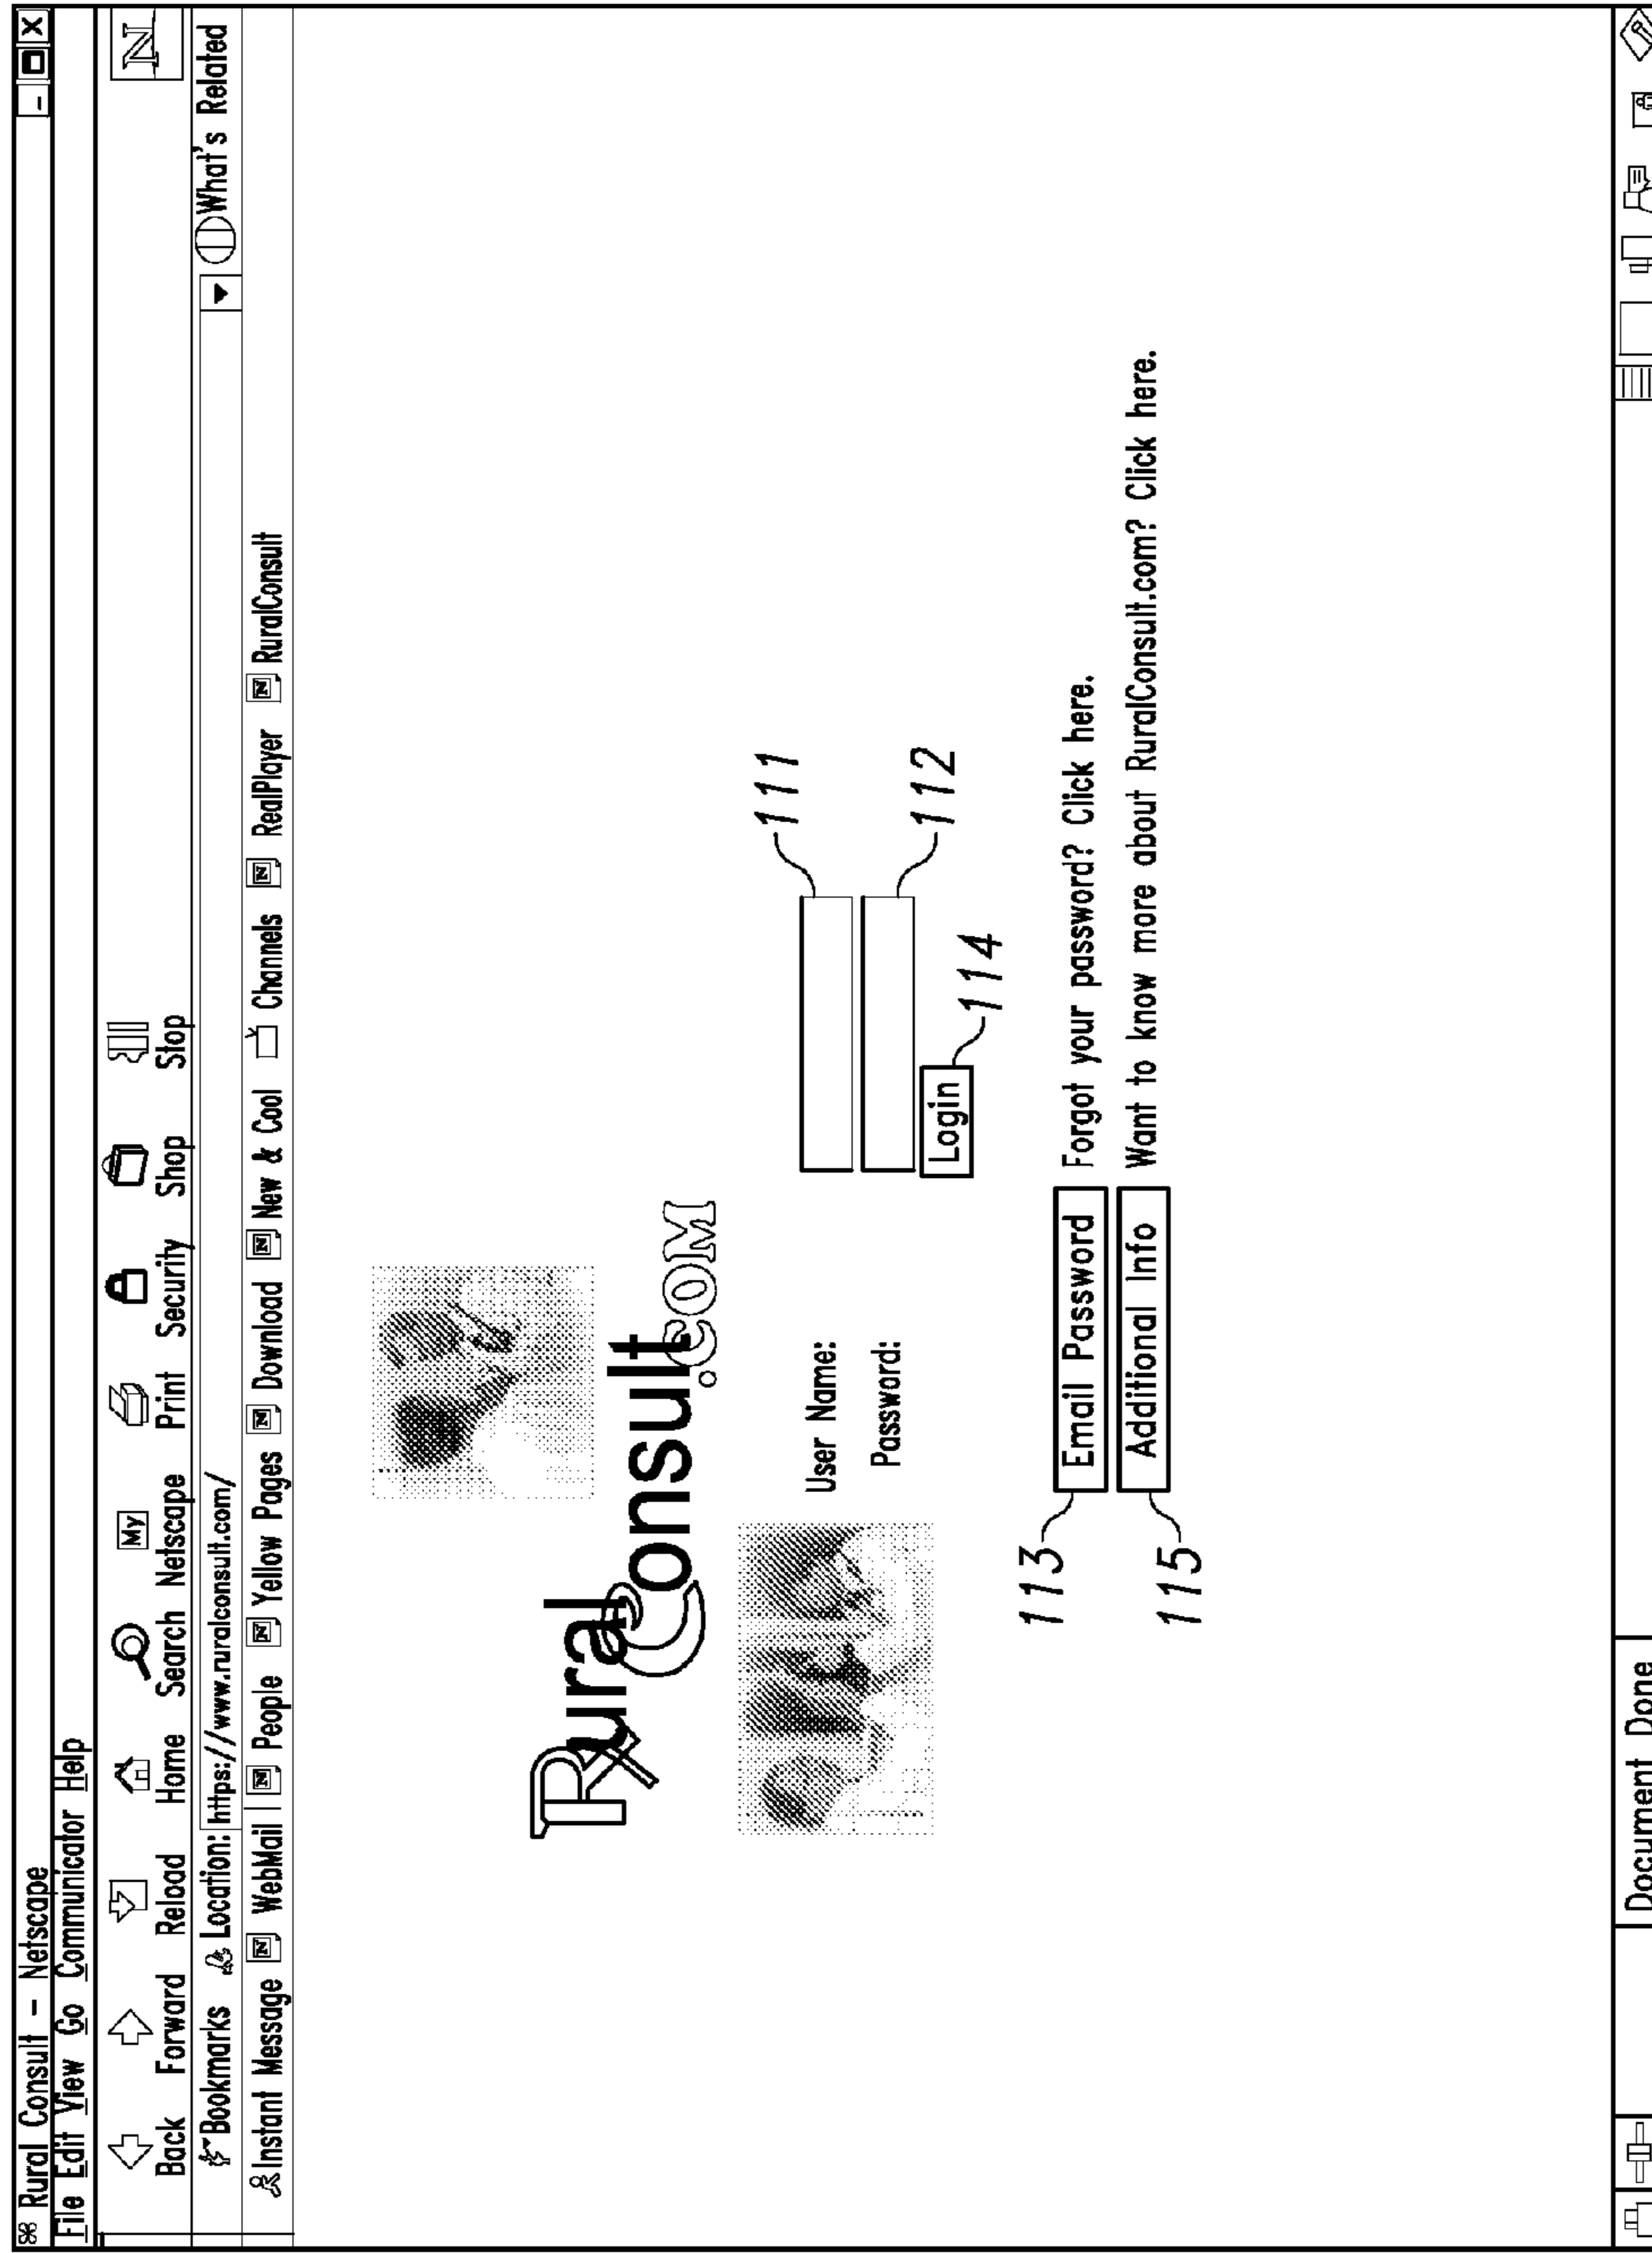 Rural Consult - Netscape
File Edit View Go Communicator Help
Back Forward Reload Home Search Netscape Print Security Shop Stop
My
N
Bookmarks Location: https://www.ruralconsult.com/ What's Related
Instant Message WebMail People Yellow Pages Download New & Cool Channels RealPlayer RuralConsult
Rural
Consult
.COM
User Name: 111
Password: 112
Login 114
113 Email Password Forgot your password? Click here.
115 Additional Info Want to know more about RuralConsult.com? Click here.
Document Done